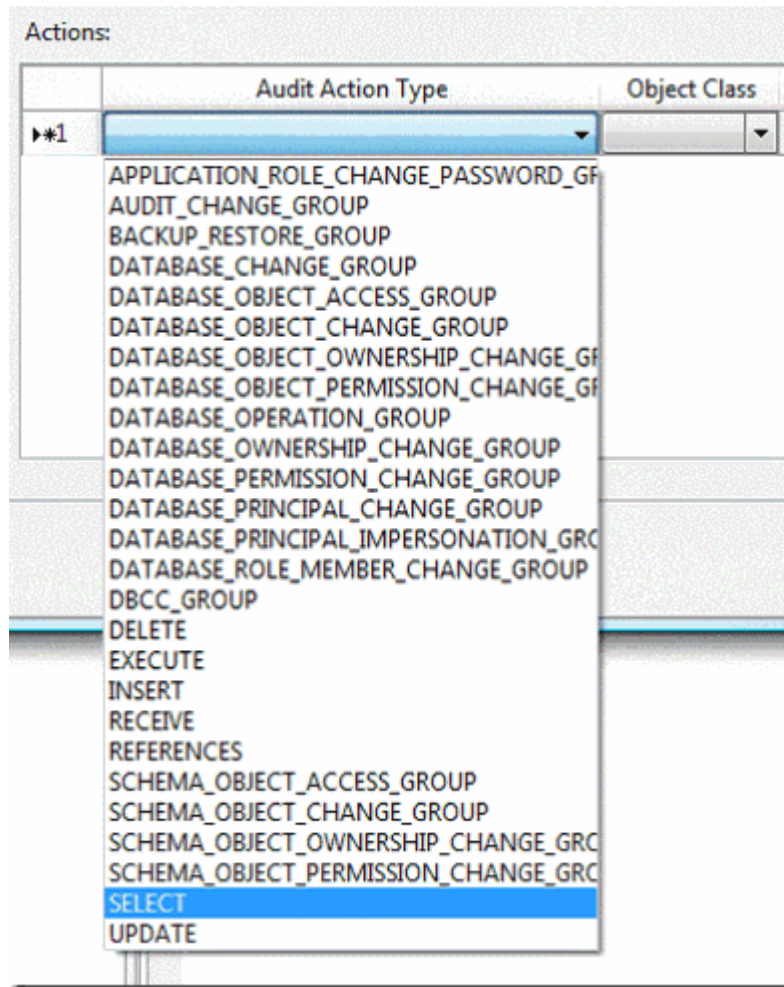 Actions:
Audit Action Type Object Class
1
APPLICATION_ROLE_CHANGE_PASSWORD_GR
AUDIT_CHANGE_GROUP
BACKUP_RESTORE_GROUP
DATABASE_CHANGE_GROUP
DATABASE_OBJECT_ACCESS_GROUP
DATABASE_OBJECT_CHANGE_GROUP
DATABASE_OBJECT_OWNERSHIP_CHANGE_GR
DATABASE_OBJECT_PERMISSION_CHANGE_GR
DATABASE_OPERATION_GROUP
DATABASE_OWNERSHIP_CHANGE_GROUP
DATABASE_PERMISSION_CHANGE_GROUP
DATABASE_PRINCIPAL_CHANGE_GROUP
DATABASE_PRINCIPAL_IMPERSONATION_GRO
DATABASE_ROLE_MEMBER_CHANGE_GROUP
DBCC_GROUP
DELETE
EXECUTE
INSERT
RECEIVE
REFERENCES
SCHEMA_OBJECT_ACCESS_GROUP
SCHEMA_OBJECT_CHANGE_GROUP
SCHEMA_OBJECT_OWNERSHIP_CHANGE_GRO
SCHEMA_OBJECT_PERMISSION_CHANGE_GRO
SELECT
UPDATE